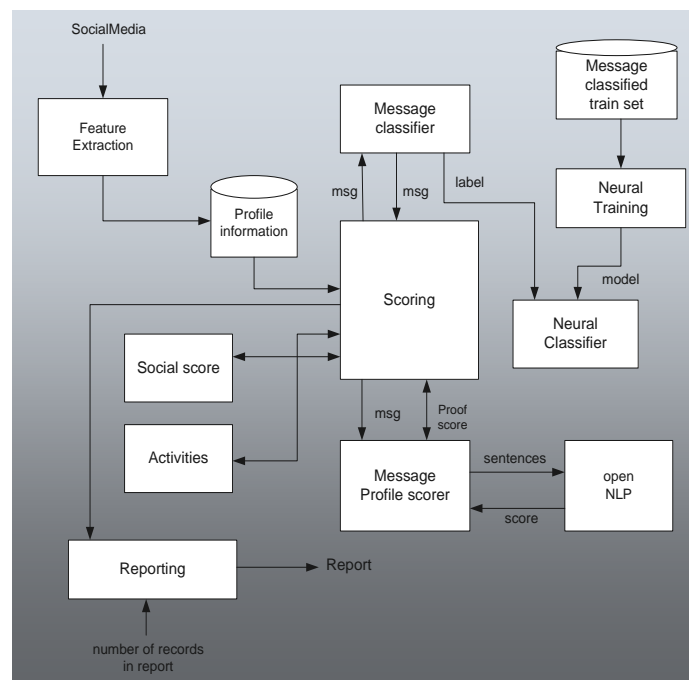 SocialMedia
Feature
Extraction
Profile
information
Message
classifier
Message
classified
train set
msg
msg
label
Neural
Training
model
Scoring
Neural
Classifier
Social score
Activities
msg
Proof
score
Message
Profile scorer
sentences
score
open
NLP
Reporting
Report
number of records
in report